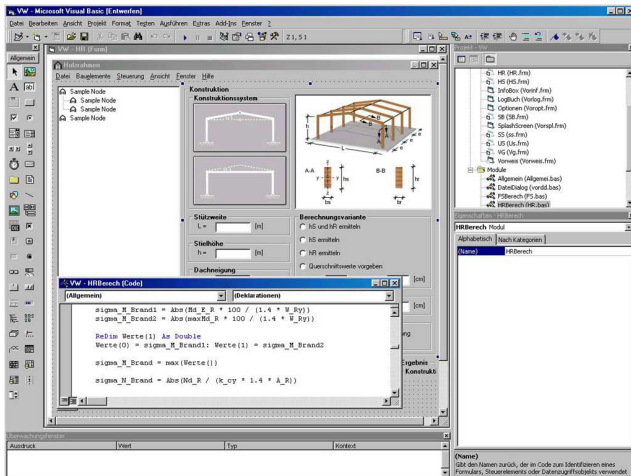 VW - Microsoft Visual Basic [Entwerfen]
Datei Bearbeiten Ansicht Projekt Format Testen Ausführen Extras Add-Ins Fenster ?
Z1, S1
Allgemein
VW - HR (Form)
Holzrahmen
Datei Bauelemente Steuerung Ansicht Fenster Hilfe
Sample Node
Sample Node
Sample Node
Sample Node
Konstruktion
Konstruktionssystem
A-A
B-B
Stützweite
L = [m]
Stielhöhe
h = [m]
Dachneigung
Berechnungsvariante
hS und hR ermitteln
hS ermitteln
hR ermitteln
Querschnittswerte vorgeben
[cm]
[cm]
Ergebnis
Konstrukti
VW - HRBerech (Code)
(Allgemein) (Deklarationen)
sigma_M_Brand1 = Abs(Md_E_R * 100 / (1.4 * W_Ry))
sigma_M_Brand2 = Abs(maxMd_R * 100 / (1.4 * W_Ry))
ReDim Werte(1) As Double
Werte(0) = sigma_M_Brand1: Werte(1) = sigma_M_Brand2
sigma_M_Brand = max(Werte())
sigma_N_Brand = Abs(Nd_R / (k_cy * 1.4 * A_R))
Projekt - VW
HR (HR.frm)
HS (HS.frm)
InfoBox (Vorinf.frm)
LogBuch (Vorlog.frm)
Optionen (Voropt.frm)
SB (SB.frm)
SplashScreen (Vorspl.frm)
SS (ss.frm)
US (Us.frm)
VG (Vg.frm)
Vorweis (Vorweis.frm)
Module
Allgemein (Allgemei.bas)
DateiDialog (vordd.bas)
FSBerech (FS.bas)
HRBerech (HR.bas)
Eigenschaften - HRBerech
HRBerech Modul
Alphabetisch Nach Kategorien
(Name) HRBerech
Überwachungsfenster
Ausdruck Wert Typ Kontext
(Name)
Gibt den Namen zurück, der im Code zum Identifizieren eines
Formulars, Steuerelements oder Datenzugriffobjekts verwendet